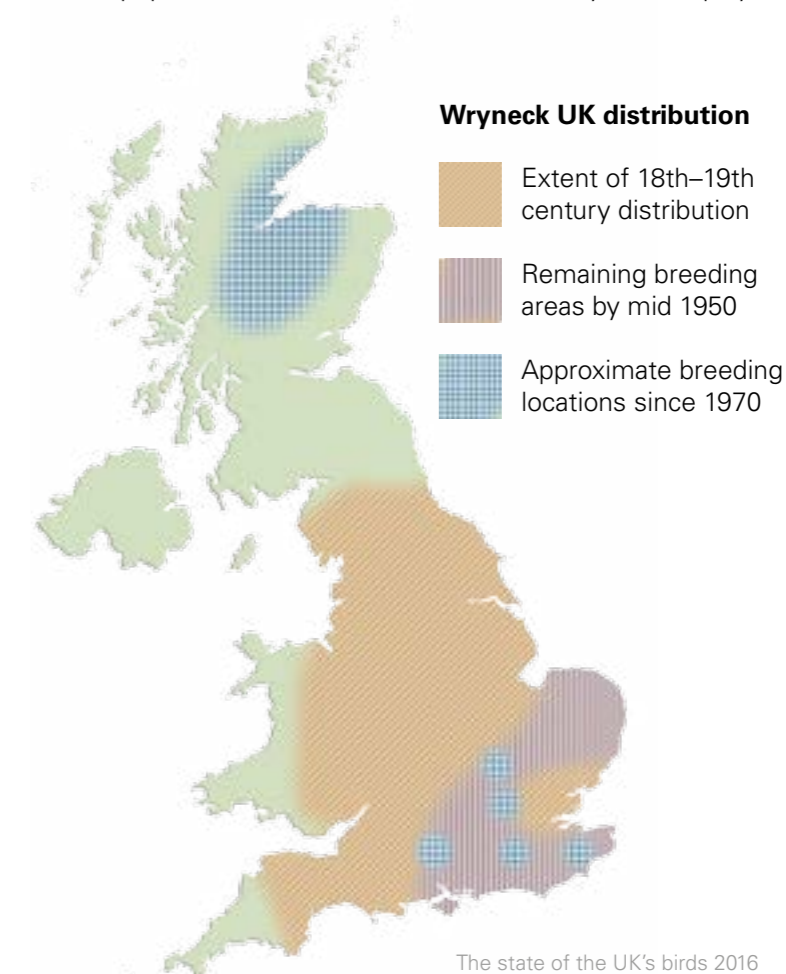 Wryneck UK distribution
Extent of 18th–19th
century distribution
Remaining breeding
areas by mid 1950
Approximate breeding
locations since 1970
The state of the UK's birds 2016